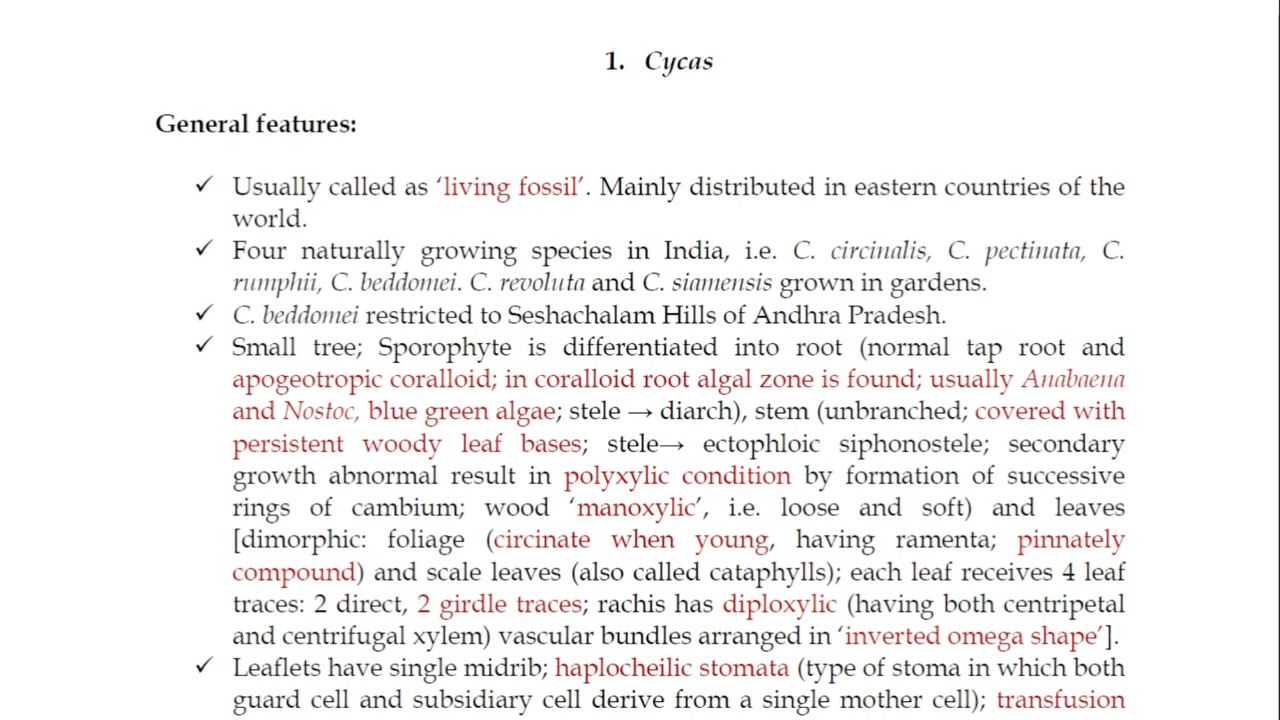 1. Cycas
General features:
✓ Usually called as ‘living fossil’. Mainly distributed in eastern countries of the
world.
✓ Four naturally growing species in India, i.e. C. circinalis, C. pectinata, C.
rumphii, C. beddomei. C. revoluta and C. siamensis grown in gardens.
✓ C. beddomei restricted to Seshachalam Hills of Andhra Pradesh.
✓ Small tree; Sporophyte is differentiated into root (normal tap root and
apogeotropic coralloid; in coralloid root algal zone is found; usually Anabaena
and Nostoc, blue green algae; stele → diarch), stem (unbranched; covered with
persistent woody leaf bases; stele→ ectophloic siphonostele; secondary
growth abnormal result in polyxylic condition by formation of successive
rings of cambium; wood ‘manoxylic’, i.e. loose and soft) and leaves
[dimorphic: foliage (circinate when young, having ramenta; pinnately
compound) and scale leaves (also called cataphylls); each leaf receives 4 leaf
traces: 2 direct, 2 girdle traces; rachis has diploxylic (having both centripetal
and centrifugal xylem) vascular bundles arranged in ‘inverted omega shape’].
✓ Leaflets have single midrib; haplocheilic stomata (type of stoma in which both
guard cell and subsidiary cell derive from a single mother cell); transfusion